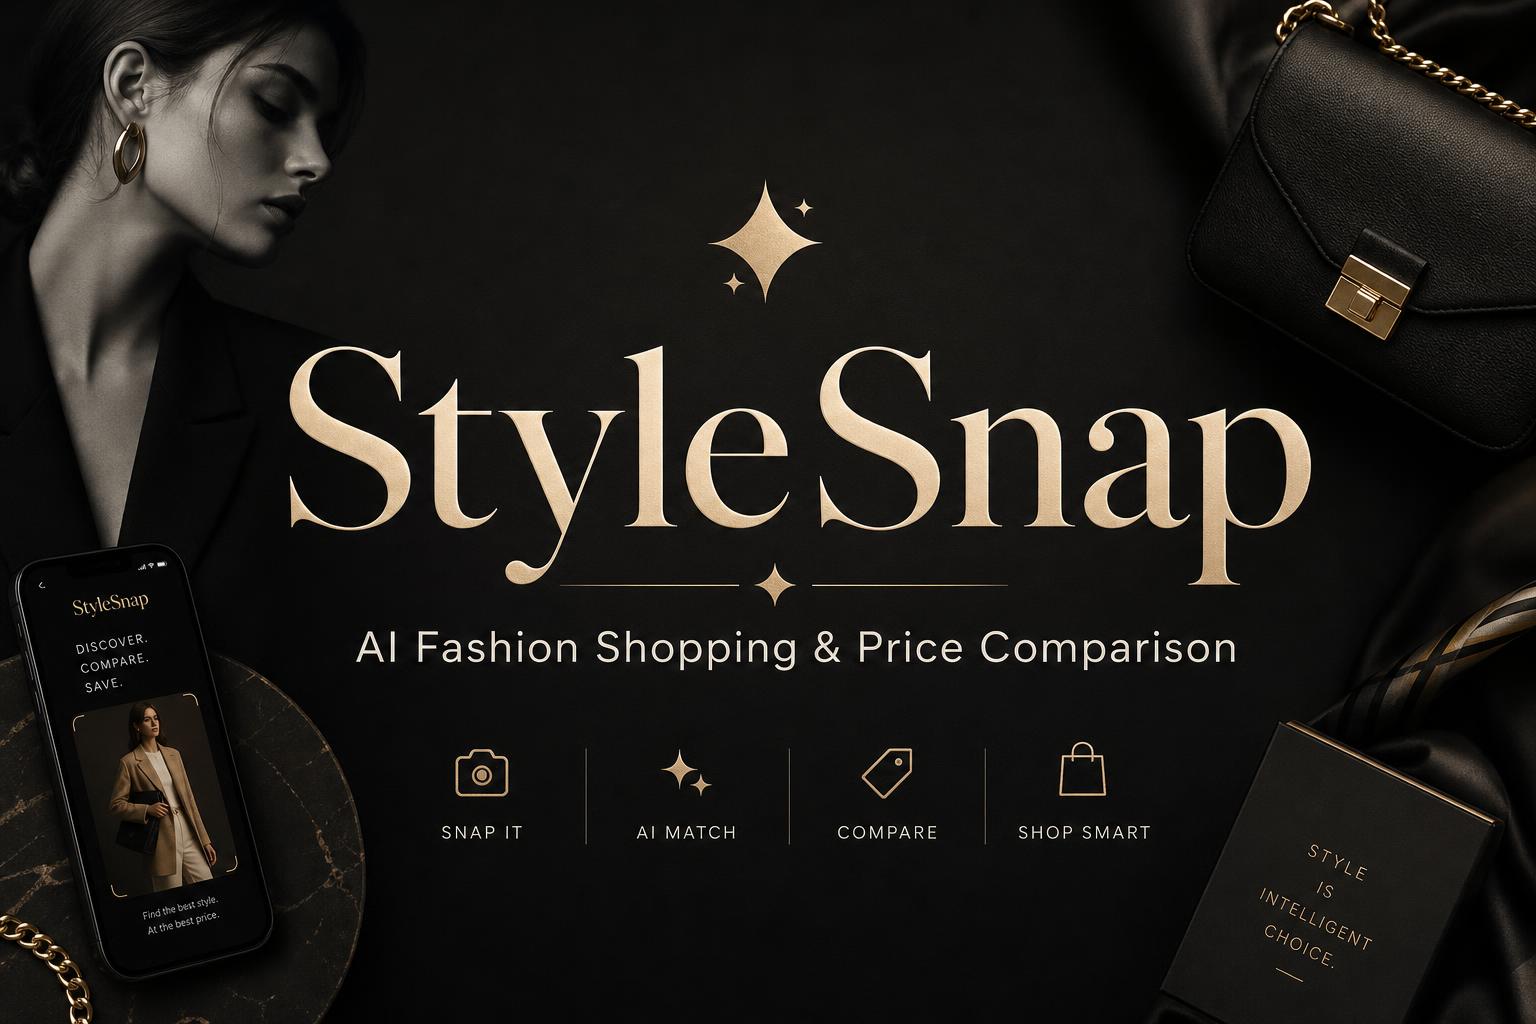 StyleSnap
AI Fashion Shopping & Price Comparison
SNAP IT
AI MATCH
COMPARE
SHOP SMART
StyleSnap
DISCOVER.
COMPARE.
SAVE.
Find the best style.
At the best price.
STYLE
IS
INTELLIGENT
CHOICE.